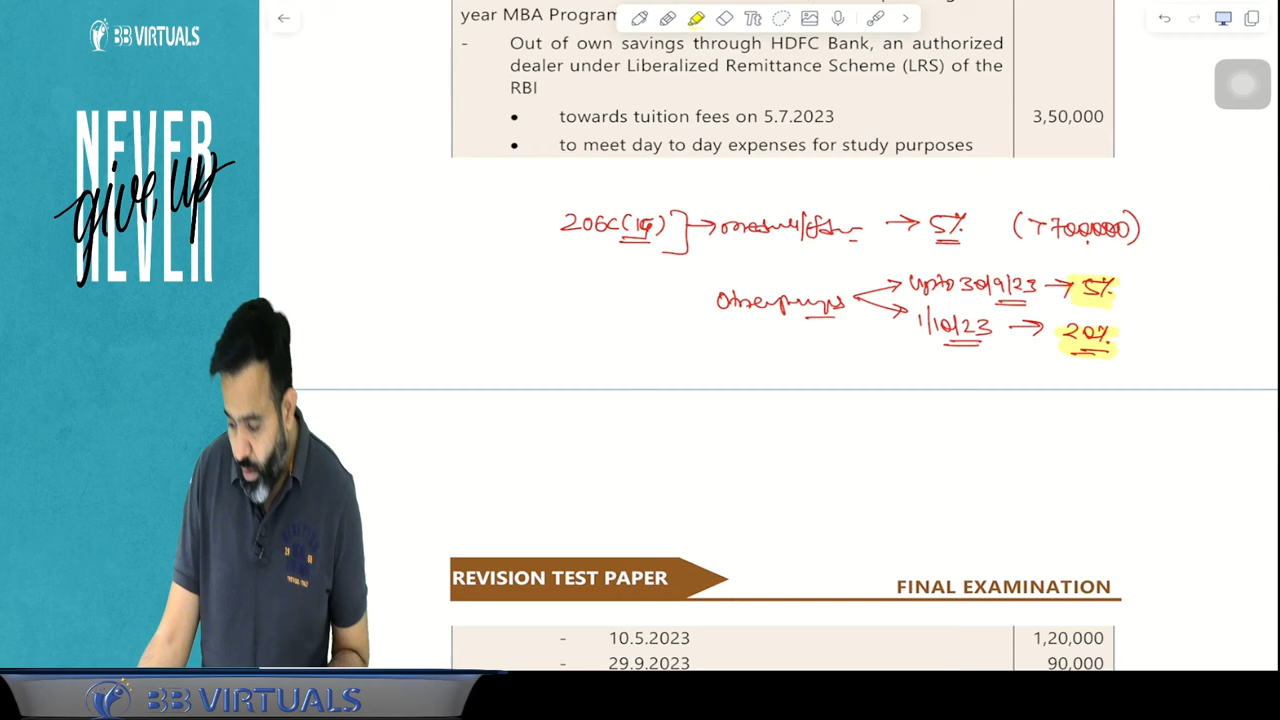 BB VIRTUALS
NEVER
give up
NEVER
year MBA Program
- Out of own savings through HDFC Bank, an authorized
dealer under Liberalized Remittance Scheme (LRS) of the
RBI
• towards tuition fees on 5.7.2023 3,50,000
• to meet day to day expenses for study purposes
206C(1G) → → 5% (>700,000)
upto 30/9/23 → 5%
1/10/23 → 20%
REVISION TEST PAPER
FINAL EXAMINATION
- 10.5.2023 1,20,000
- 29.9.2023 90,000
BB VIRTUALS